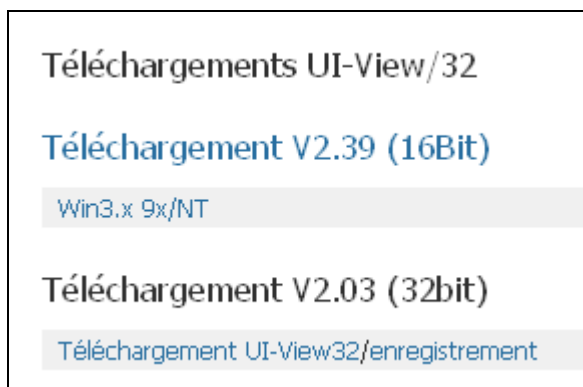 Téléchargements UI-View/32
Téléchargement V2.39 (16Bit)
Win3.x 9x/NT
Téléchargement V2.03 (32bit)
Téléchargement UI-View32/enregistrement